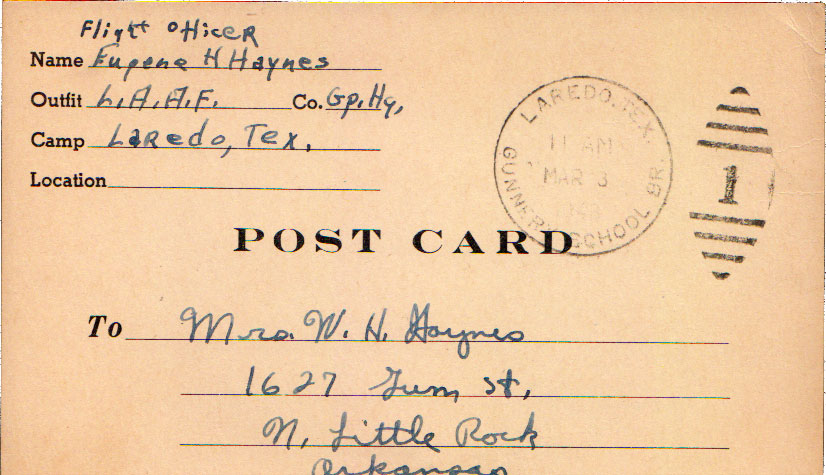 Flight Officer
Name Eugene H Haynes
Outfit L.A.A.F. Co. Gp. Hq,
Camp Laredo, Tex.
Location
LAREDO, TEX.
11 AM
MAR 3
GUNNERY SCHOOL BR.
1
POST CARD
To Mrs. W. H. Haynes
1627 Gum St,
N, Little Rock
Arkansas